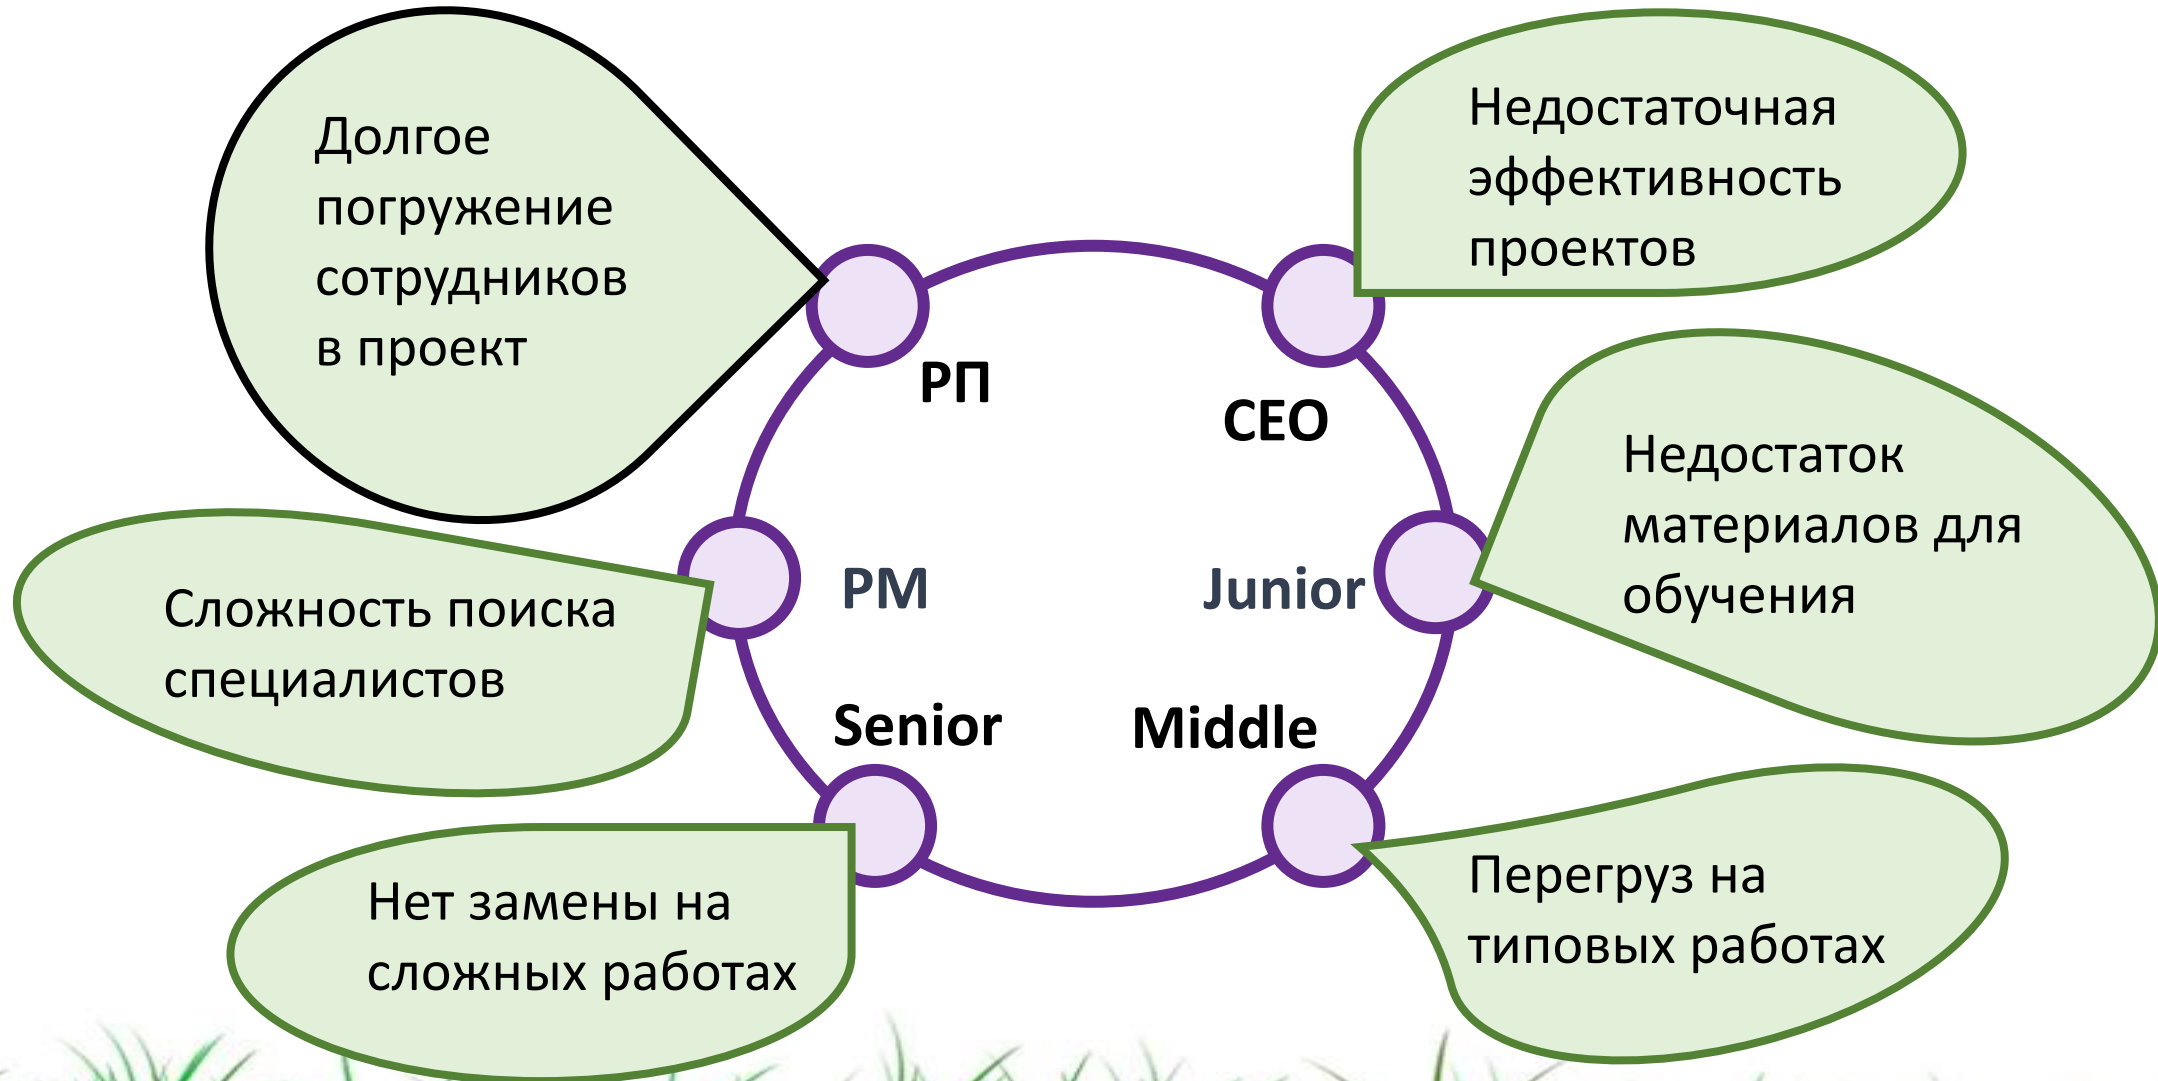 Долгое
погружение
сотрудников
в проект
Недостаточная
эффективность
проектов
РП
CEO
Недостаток
материалов для
обучения
Сложность поиска
специалистов
PM
Junior
Senior
Middle
Нет замены на
сложных работах
Перегруз на
типовых работах